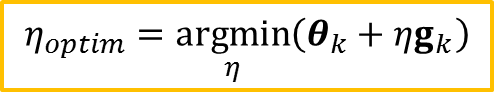 η_optim = argmin(θ_k + ηg_k)
η